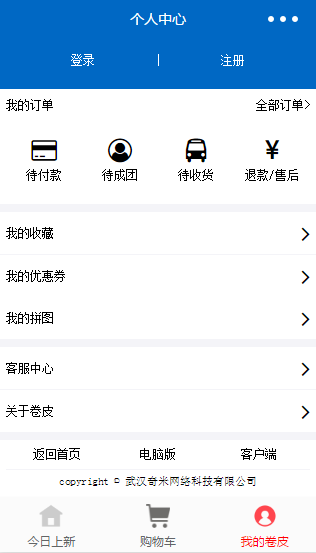 个人中心
登录 | 注册
我的订单 全部订单>
待付款 待成团 待收货 退款/售后
我的收藏
我的优惠券
我的拼图
客服中心
关于卷皮
返回首页 电脑版 客户端
copyright © 武汉奇米网络科技有限公司
今日上新 购物车 我的卷皮